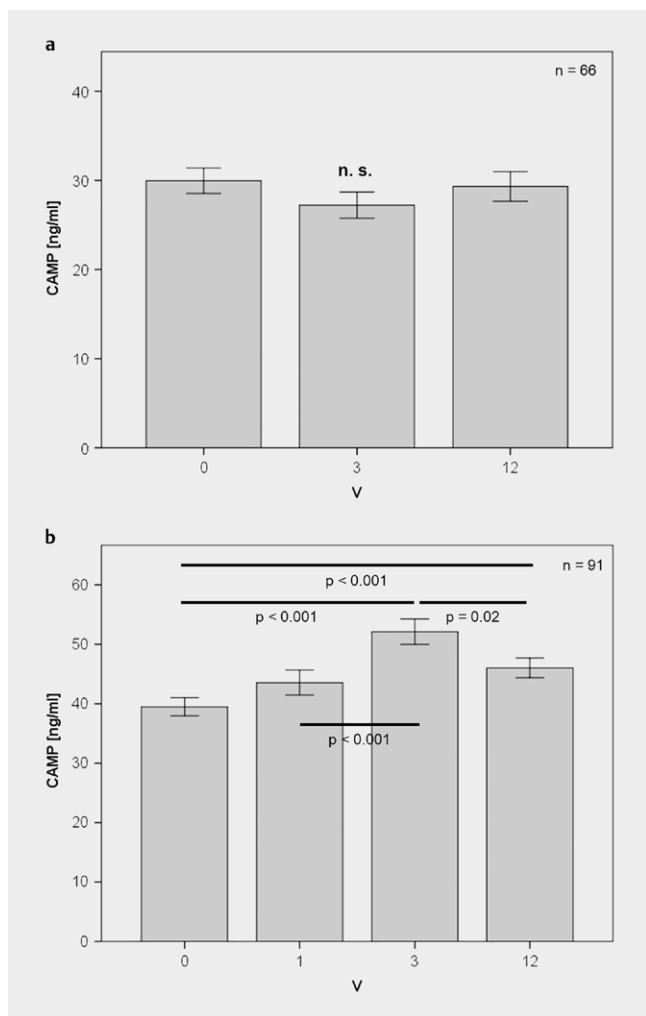 a
n = 66
40
n. s.
30
20
10
0
CAMP [ng/ml]
0 3 12
V
b
n = 91
60
p < 0.001
p < 0.001 p = 0.02
50
40
p < 0.001
30
20
10
0
CAMP [ng/ml]
0 1 3 12
V